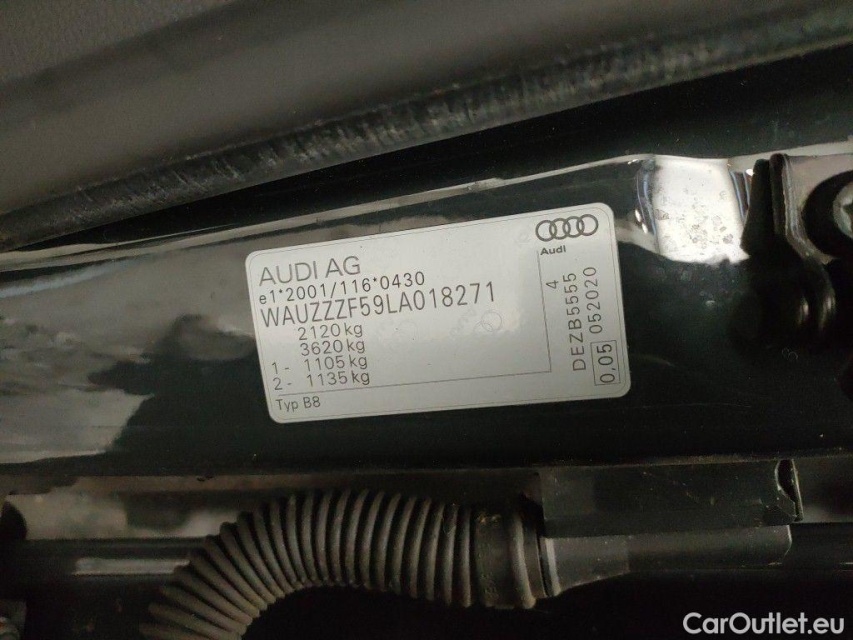 AUDI AG
e1*2001/116*0430
WAUZZZF59LA018271
2120kg
3620kg
1- 1105kg
2- 1135kg
Typ B8
Audi
DEZB5555 4
052020
0,05
CarOutlet.eu